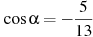 cos α = −5/13